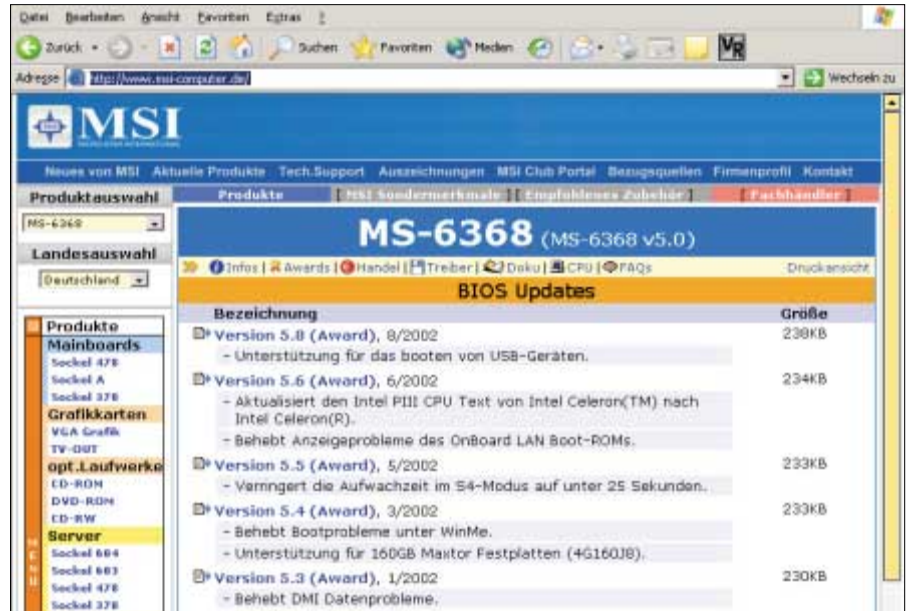 Datei Bearbeiten Ansicht Favoriten Extras ?
Zurück Suchen Favoriten Medien VR
Adresse http://www.msi-computer.de/ Wechseln zu
MSI
Neues von MSI Aktuelle Produkte Tech.Support Auszeichnungen MSI Club Portal Bezugsquellen Firmenprofil Kontakt
Produktauswahl
Produkte [ MSI Sondermerkmale ] [ Empfohlenes Zubehör ] [ Fachhändler ]
MS-6368
MS-6368 (MS-6368 v5.0)
Landesauswahl
Deutschland
Infos | Awards | Handel | Treiber | Doku | CPU | FAQs Druckansicht
BIOS Updates
Bezeichnung Größe
Version 5.8 (Award), 8/2002 238KB
- Unterstützung für das booten von USB-Geräten.
Version 5.6 (Award), 6/2002 234KB
- Aktualisiert den Intel PIII CPU Text von Intel Celeron(TM) nach
Intel Celeron(R).
- Behebt Anzeigeprobleme des OnBoard LAN Boot-ROMs.
Version 5.5 (Award), 5/2002 233KB
- Verringert die Aufwachzeit im S4-Modus auf unter 25 Sekunden.
Version 5.4 (Award), 3/2002 233KB
- Behebt Bootprobleme unter WinMe.
- Unterstützung für 160GB Maxtor Festplatten (4G160J8).
Version 5.3 (Award), 1/2002 230KB
- Behebt DMI Datenprobleme.
Produkte
Mainboards
Sockel 478
Sockel A
Sockel 370
Grafikkarten
VGA Grafik
TV-OUT
opt.Laufwerke
CD-ROM
DVD-ROM
CD-RW
Server
Sockel 604
Sockel 603
Sockel 478
Sockel 370
MENU